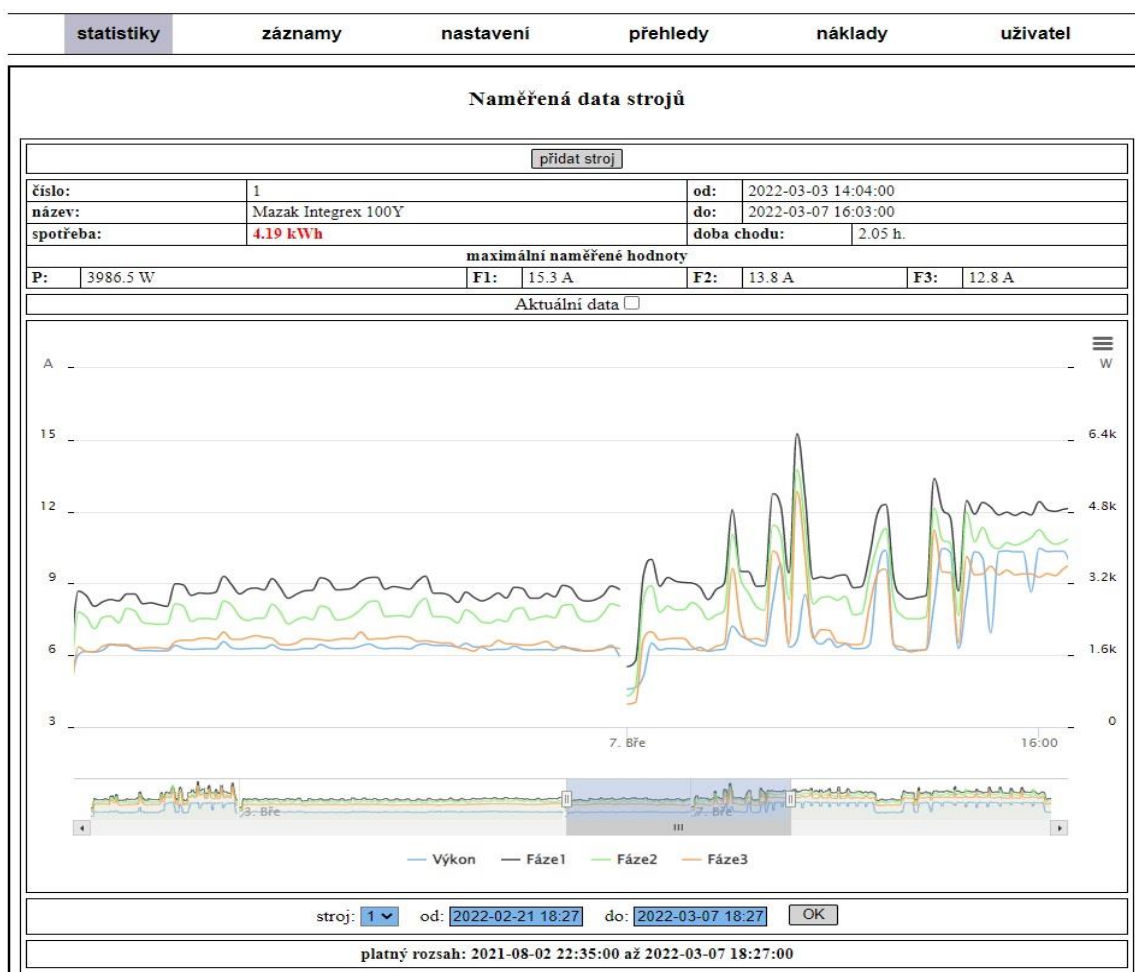 statistiky záznamy nastavení přehledy náklady uživatel
Naměřená data strojů
přidat stroj
číslo: 1 od: 2022-03-03 14:04:00
název: Mazak Integrex 100Y do: 2022-03-07 16:03:00
spotřeba: 4.19 kWh doba chodu: 2.05 h.
maximální naměřené hodnoty
P: 3986.5 W F1: 15.3 A F2: 13.8 A F3: 12.8 A
Aktuální data
A W
15 6.4k
12 4.8k
9 3.2k
6 1.6k
3 0
7. Bře 16:00
3. Bře 7. Bře
Výkon Fáze1 Fáze2 Fáze3
stroj: 1 od: 2022-02-21 18:27 do: 2022-03-07 18:27 OK
platný rozsah: 2021-08-02 22:35:00 až 2022-03-07 18:27:00